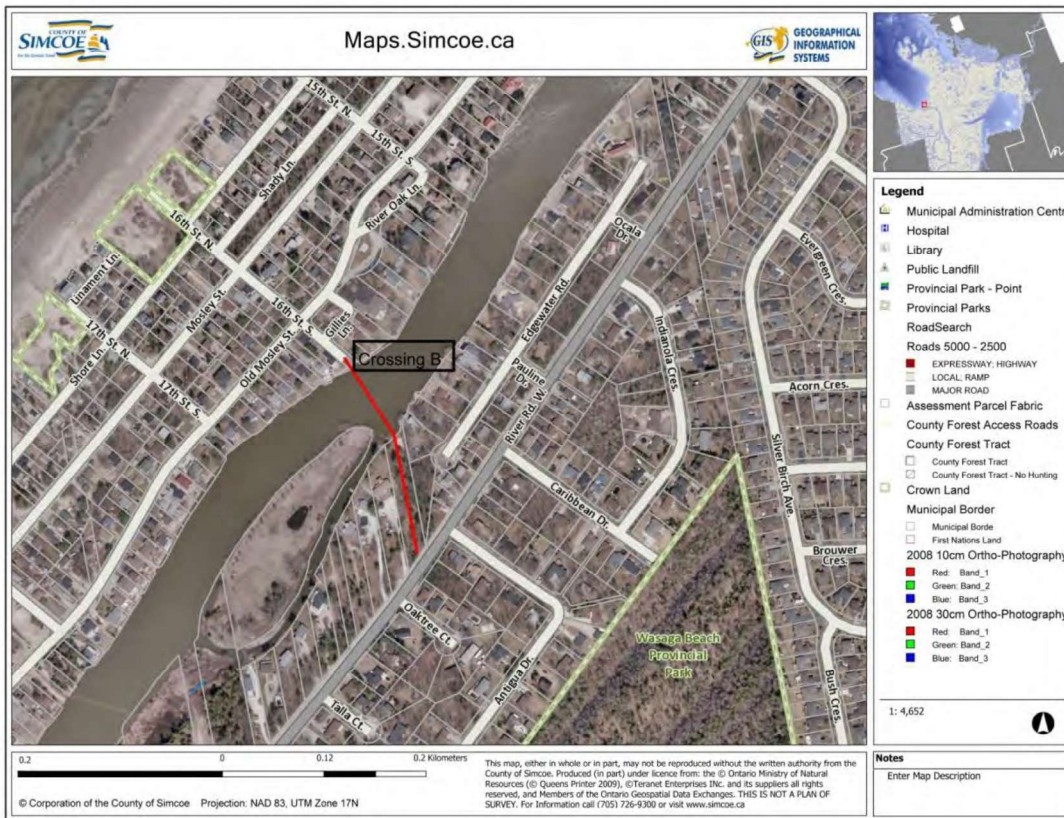 COUNTY OF
SIMCOE
Maps.Simcoe.ca
GIS
GEOGRAPHICAL
INFORMATION
SYSTEMS
15th St. N.
15th St. S.
Shady Ln.
River Oak Ln.
16th St. N.
Linament Ln.
Mosley St.
16th St. S.
Gillies
Ln.
Old Mosley St.
Shore Ln.
17th St. N.
17th St. S.
Crossing B
Ocala
Dr.
Edgewater Rd.
Pauline
Dr.
River Rd. W.
Indianola Cres.
Evergreen Cres.
Acorn Cres.
Silver Birch Ave.
Caribbean Dr.
Brouwer
Cres.
Oaktree Ct.
Antigua Dr.
Talla Ct.
Wasaga Beach
Provincial
Park
Bush Cres.
Legend
Municipal Administration Centr
Hospital
Library
Public Landfill
Provincial Park - Point
Provincial Parks
RoadSearch
Roads 5000 - 2500
EXPRESSWAY; HIGHWAY
LOCAL; RAMP
MAJOR ROAD
Assessment Parcel Fabric
County Forest Access Roads
County Forest Tract
County Forest Tract
County Forest Tract - No Hunting
Crown Land
Municipal Border
Municipal Borde
First Nations Land
2008 10cm Ortho-Photography
Red: Band_1
Green: Band_2
Blue: Band_3
2008 30cm Ortho-Photography
Red: Band_1
Green: Band_2
Blue: Band_3
1: 4,652
0.2 0 0.12 0.2 Kilometers
© Corporation of the County of Simcoe Projection: NAD 83, UTM Zone 17N
This map, either in whole or in part, may not be reproduced without the written authority from the
County of Simcoe. Produced (in part) under licence from: the © Ontario Ministry of Natural
Resources (© Queens Printer 2009), ©Teranet Enterprises INc. and its suppliers all rights
reserved, and Members of the Ontario Geospatial Data Exchanges. THIS IS NOT A PLAN OF
SURVEY. For Information call (705) 726-9300 or visit www.simcoe.ca
Notes
Enter Map Description